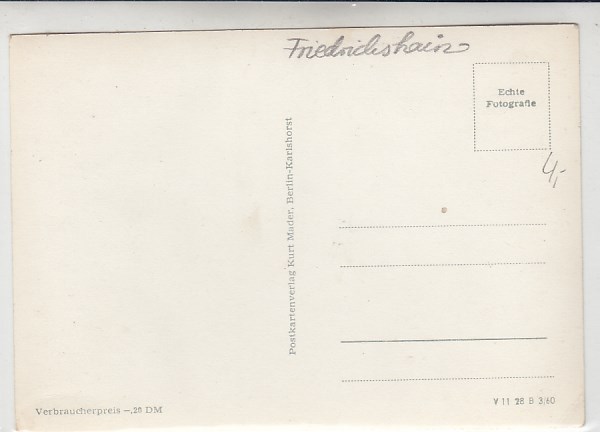 Friedrichshain
Echte
Fotografie
4,-
Postkartenverlag Kurt Mader, Berlin-Karlshorst
Verbraucherpreis –,20 DM
V 11 28 B 3/60